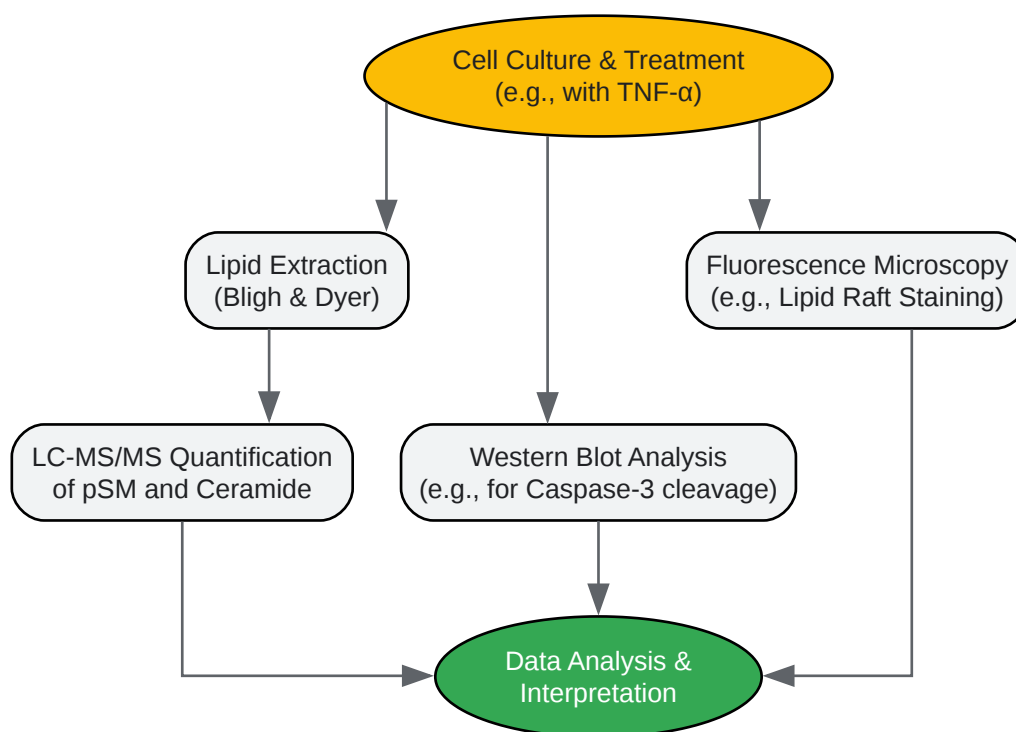 Cell Culture & Treatment
(e.g., with TNF-α)
Lipid Extraction
(Bligh & Dyer)
Fluorescence Microscopy
(e.g., Lipid Raft Staining)
LC-MS/MS Quantification
of pSM and Ceramide
Western Blot Analysis
(e.g., for Caspase-3 cleavage)
Data Analysis &
Interpretation